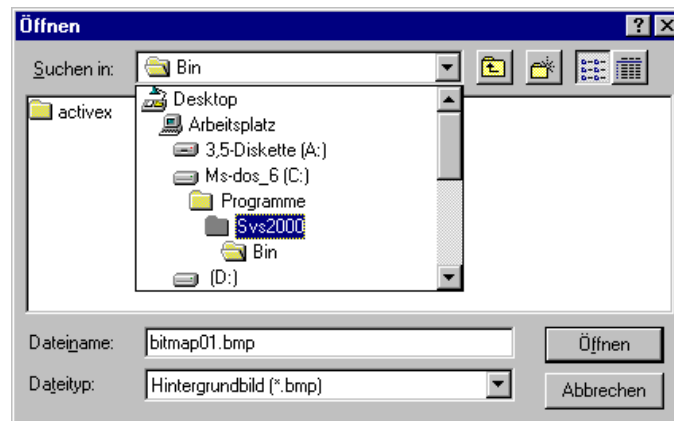 Öffnen
Suchen in: Bin
activex
Desktop
Arbeitsplatz
3,5-Diskette (A:)
Ms-dos_6 (C:)
Programme
Svs2000
Bin
(D:)
Dateiname: bitmap01.bmp Öffnen
Dateityp: Hintergrundbild (*.bmp) Abbrechen